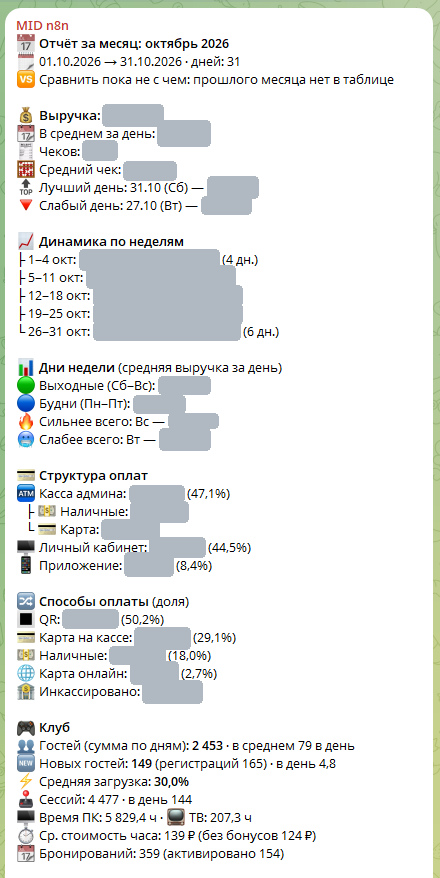 MID n8n
Отчёт за месяц: октябрь 2026
01.10.2026 → 31.10.2026 · дней: 31
Сравнить пока не с чем: прошлого месяца нет в таблице
Выручка:
В среднем за день:
Чеков:
Средний чек:
Лучший день: 31.10 (Сб) —
Слабый день: 27.10 (Вт) —
Динамика по неделям
├ 1–4 окт: (4 дн.)
├ 5–11 окт:
├ 12–18 окт:
├ 19–25 окт:
└ 26–31 окт: (6 дн.)
Дни недели (средняя выручка за день)
Выходные (Сб–Вс):
Будни (Пн–Пт):
Сильнее всего: Вс —
Слабее всего: Вт —
Структура оплат
Касса админа: (47,1%)
├ Наличные:
└ Карта:
Личный кабинет: (44,5%)
Приложение: (8,4%)
Способы оплаты (доля)
QR: (50,2%)
Карта на кассе: (29,1%)
Наличные: (18,0%)
Карта онлайн: (2,7%)
Инкассировано:
Клуб
Гостей (сумма по дням): 2 453 · в среднем 79 в день
Новых гостей: 149 (регистраций 165) · в день 4,8
Средняя загрузка: 30,0%
Сессий: 4 477 · в день 144
Время ПК: 5 829,4 ч · ТВ: 207,3 ч
Ср. стоимость часа: 139 ₽ (без бонусов 124 ₽)
Бронирований: 359 (активировано 154)